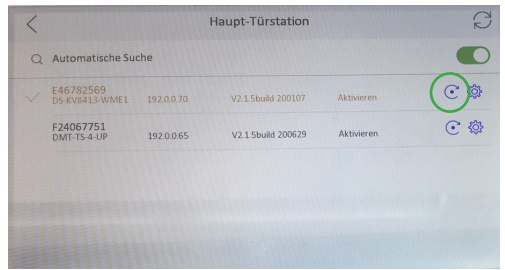 Haupt-Türstation
Automatische Suche
E46782569
DS-KV8413-WME1 192.0.0.70 V2.1.5build 200107 Aktivieren
F24067751
DMT-TS-4-UP 192.0.0.65 V2.1.5build 200629 Aktivieren